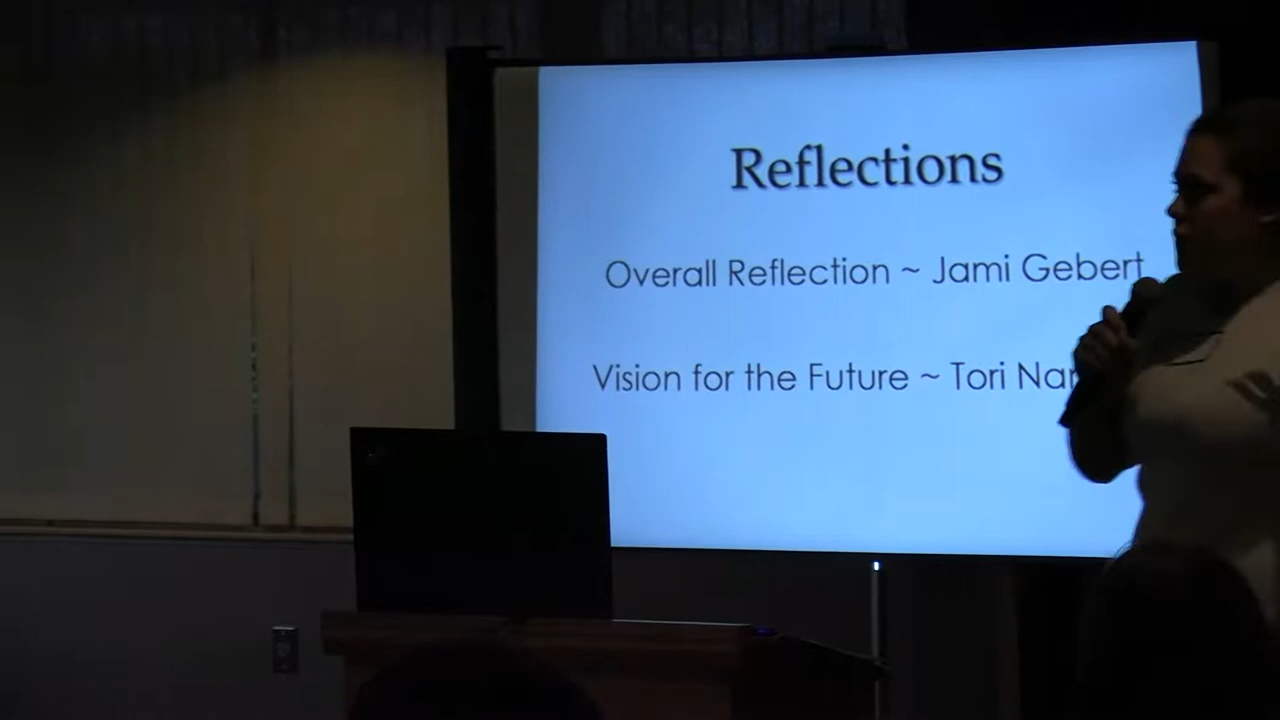 Reflections
Overall Reflection ~ Jami Gebert
Vision for the Future ~ Tori